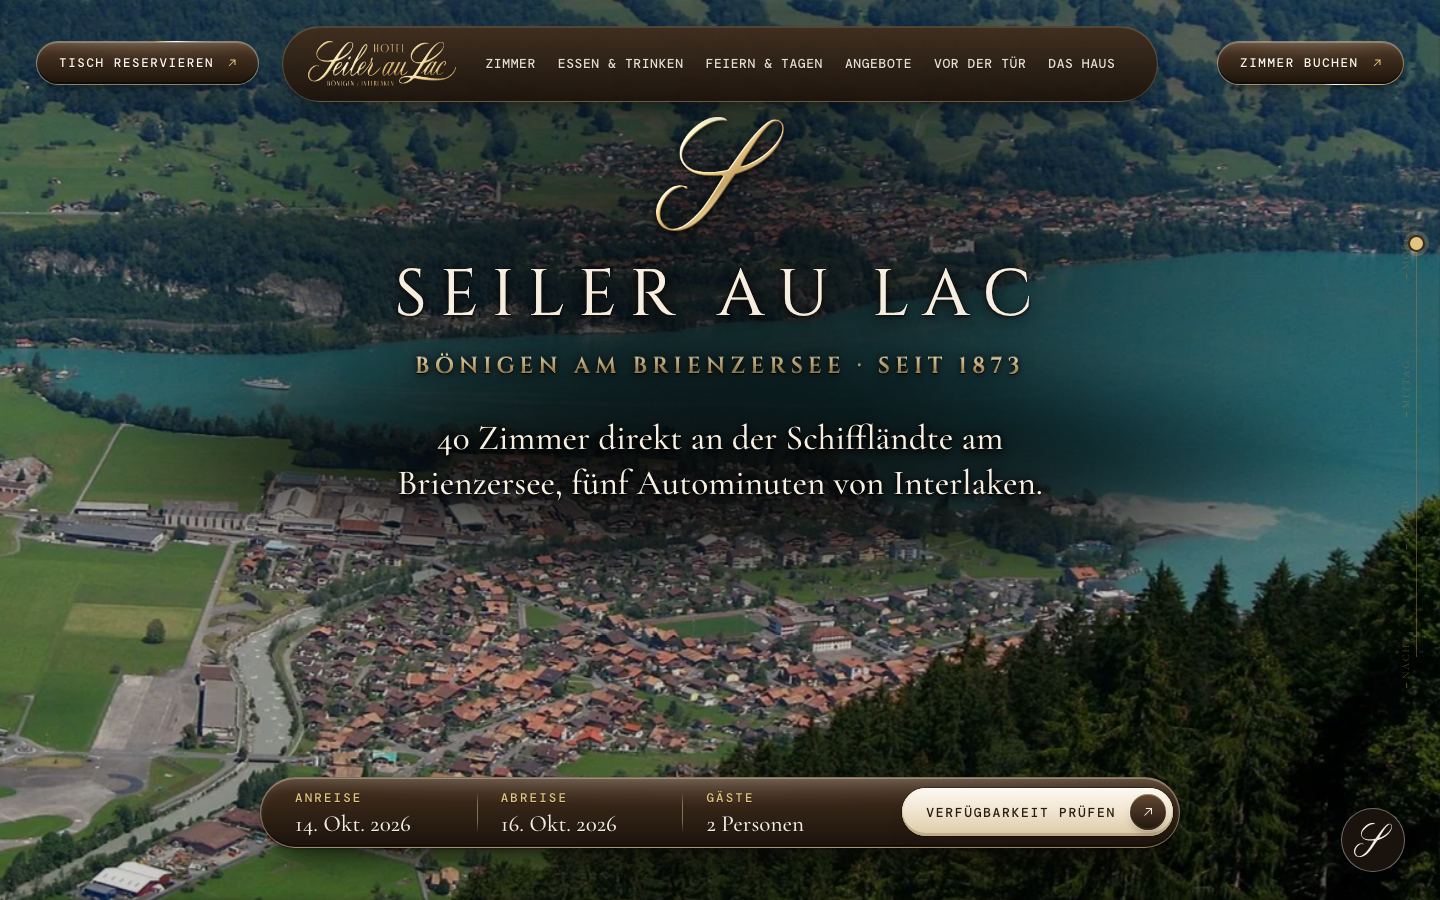 TISCH RESERVIEREN ↗
HOTEL
Seiler au Lac
BÖNIGEN / INTERLAKEN
ZIMMER
ESSEN & TRINKEN
FEIERN & TAGEN
ANGEBOTE
VOR DER TÜR
DAS HAUS
ZIMMER BUCHEN ↗
S
SEILER AU LAC
BÖNIGEN AM BRIENZERSEE · SEIT 1873
40 Zimmer direkt an der Schiffländte am
Brienzersee, fünf Autominuten von Interlaken.
MITTAG
NACHT
ANREISE
14. Okt. 2026
ABREISE
16. Okt. 2026
GÄSTE
2 Personen
VERFÜGBARKEIT PRÜFEN ↗
S